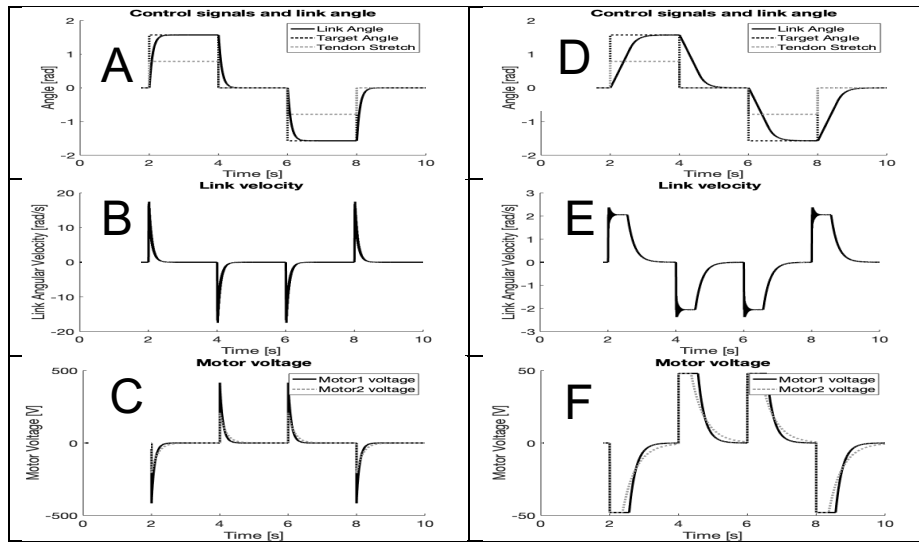 Control signals and link angle
A
Link Angle
Target Angle
Tendon Stretch
Angle [rad]
2
1
0
-1
-2
0 2 4 6 8 10
Time [s]
Link velocity
B
Link Angular Velocity [rad/s]
20
10
0
-10
-20
0 2 4 6 8 10
Time [s]
Motor voltage
C
Motor1 voltage
Motor2 voltage
Motor Voltage [V]
500
0
-500
0 2 4 6 8 10
Time [s]
Control signals and link angle
D
Link Angle
Target Angle
Tendon Stretch
Angle [rad]
2
1
0
-1
-2
0 2 4 6 8 10
Time [s]
Link velocity
E
Link Angular Velocity [rad/s]
3
2
1
0
-1
-2
-3
0 2 4 6 8 10
Time [s]
Motor voltage
F
Motor1 voltage
Motor2 voltage
Motor Voltage [V]
50
0
-50
0 2 4 6 8 10
Time [s]